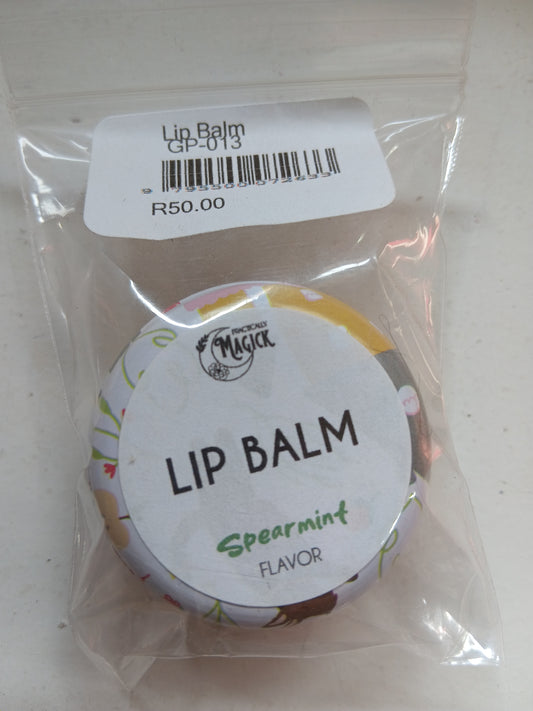 Lip Balm
GP-013
R50.00
PRACTICALLY
MAGICK
LIP BALM
Spearmint
FLAVOR